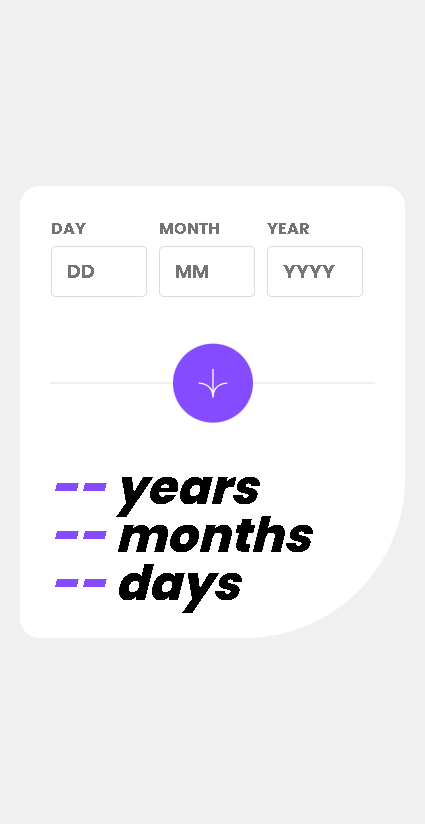 DAY MONTH YEAR
DD MM YYYY
-- years
-- months
-- days